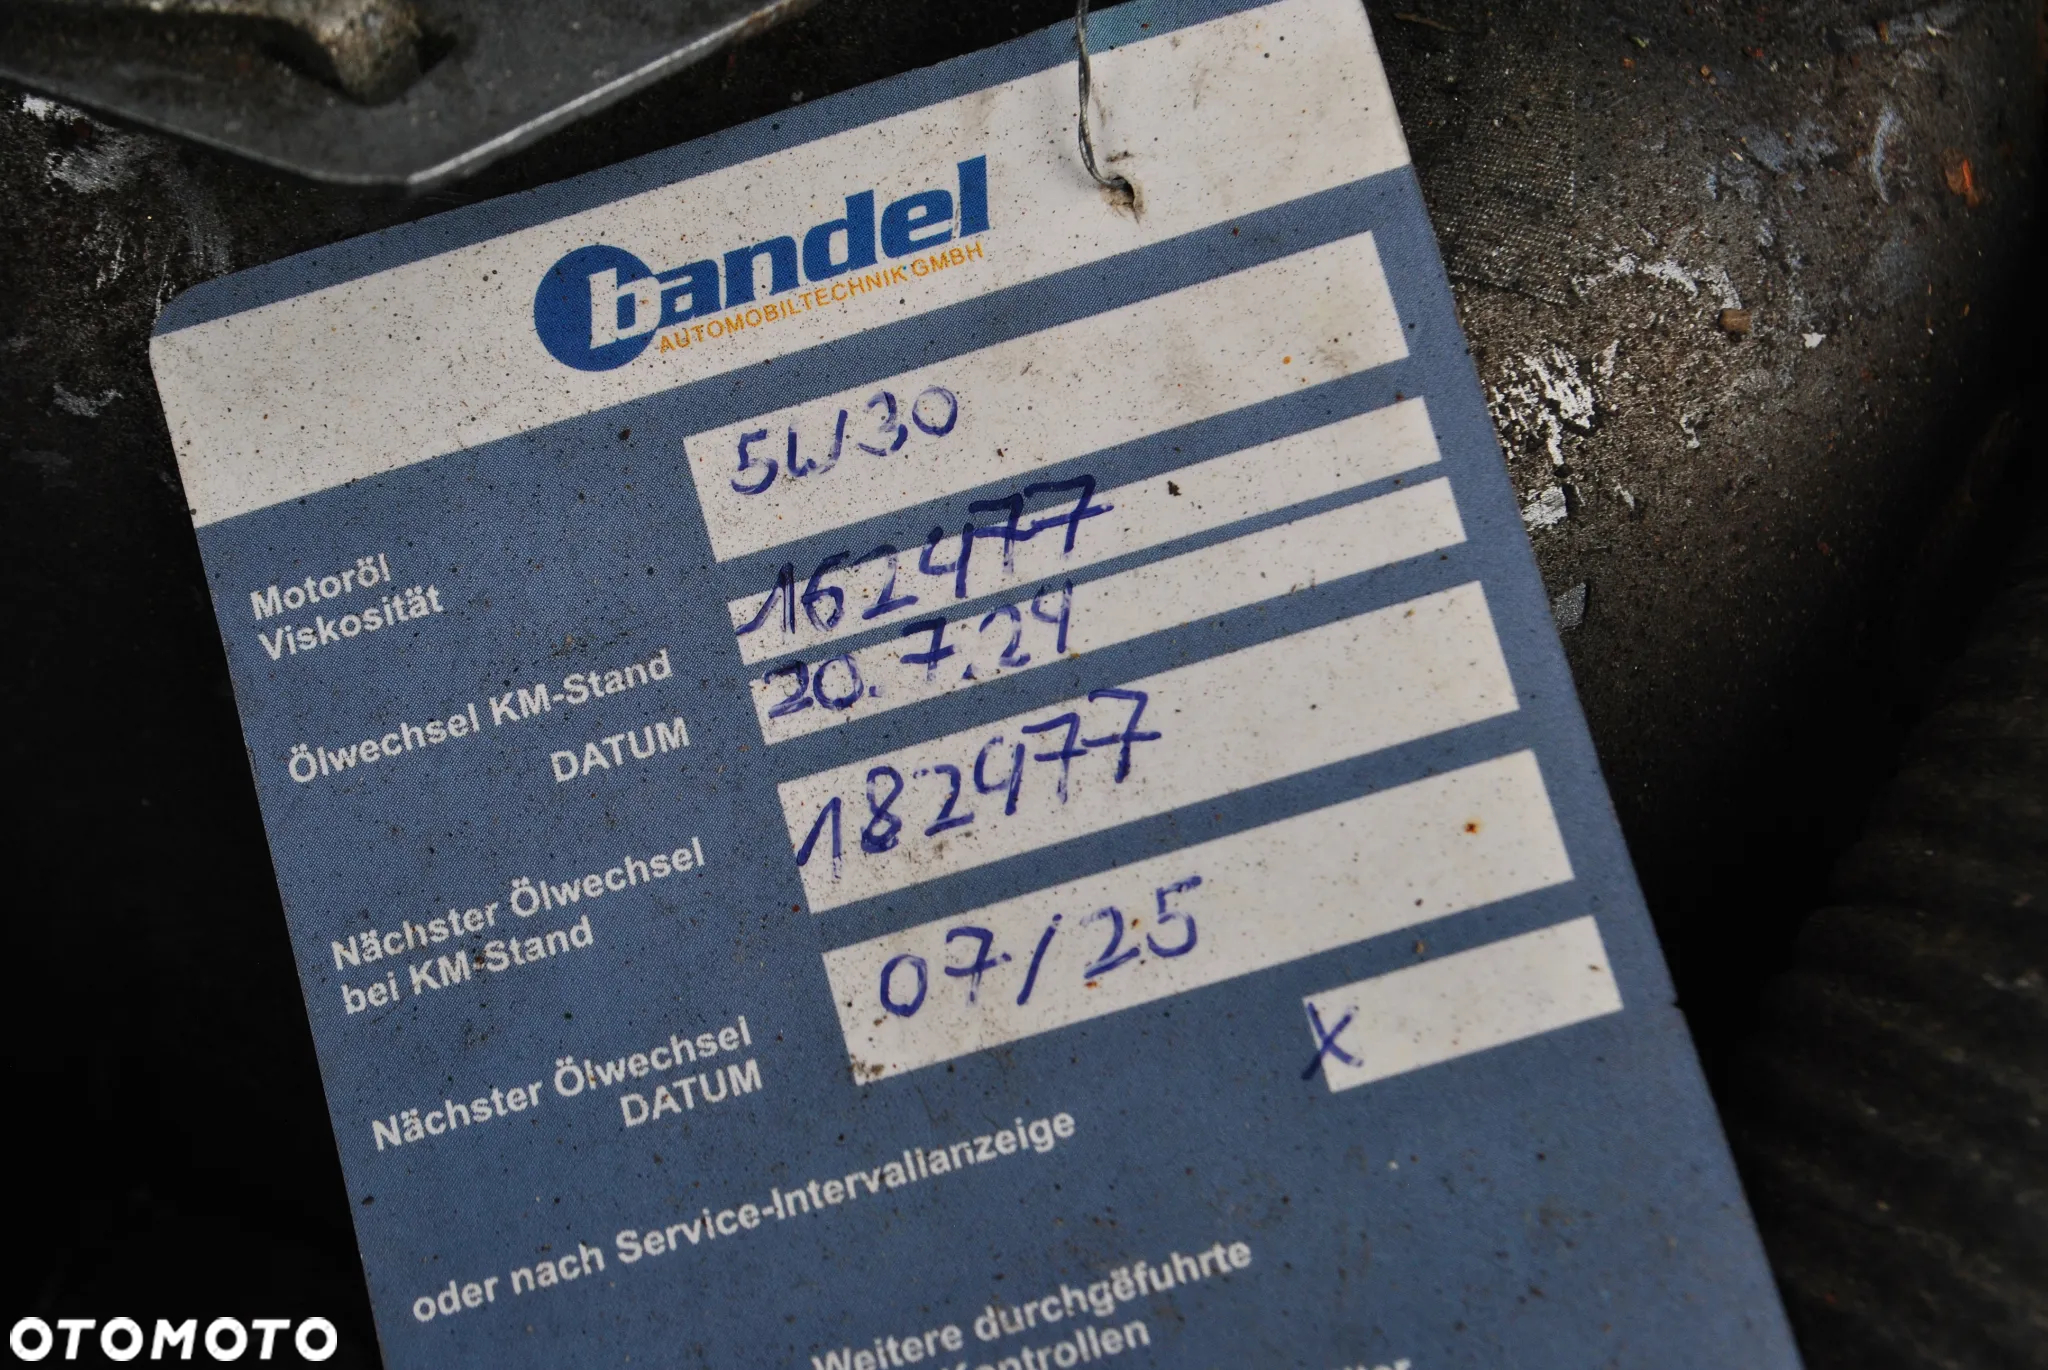 bandel
AUTOMOBILTECHNIK GMBH
Motoröl
Viskosität
5W30
Ölwechsel KM-Stand
162477
DATUM
20.7.24
Nächster Ölwechsel
bei KM-Stand
182477
Nächster Ölwechsel
DATUM
07/25
oder nach Service-Intervallanzeige
X
Weitere durchgeführte
Kontrollen
OTOMOTO